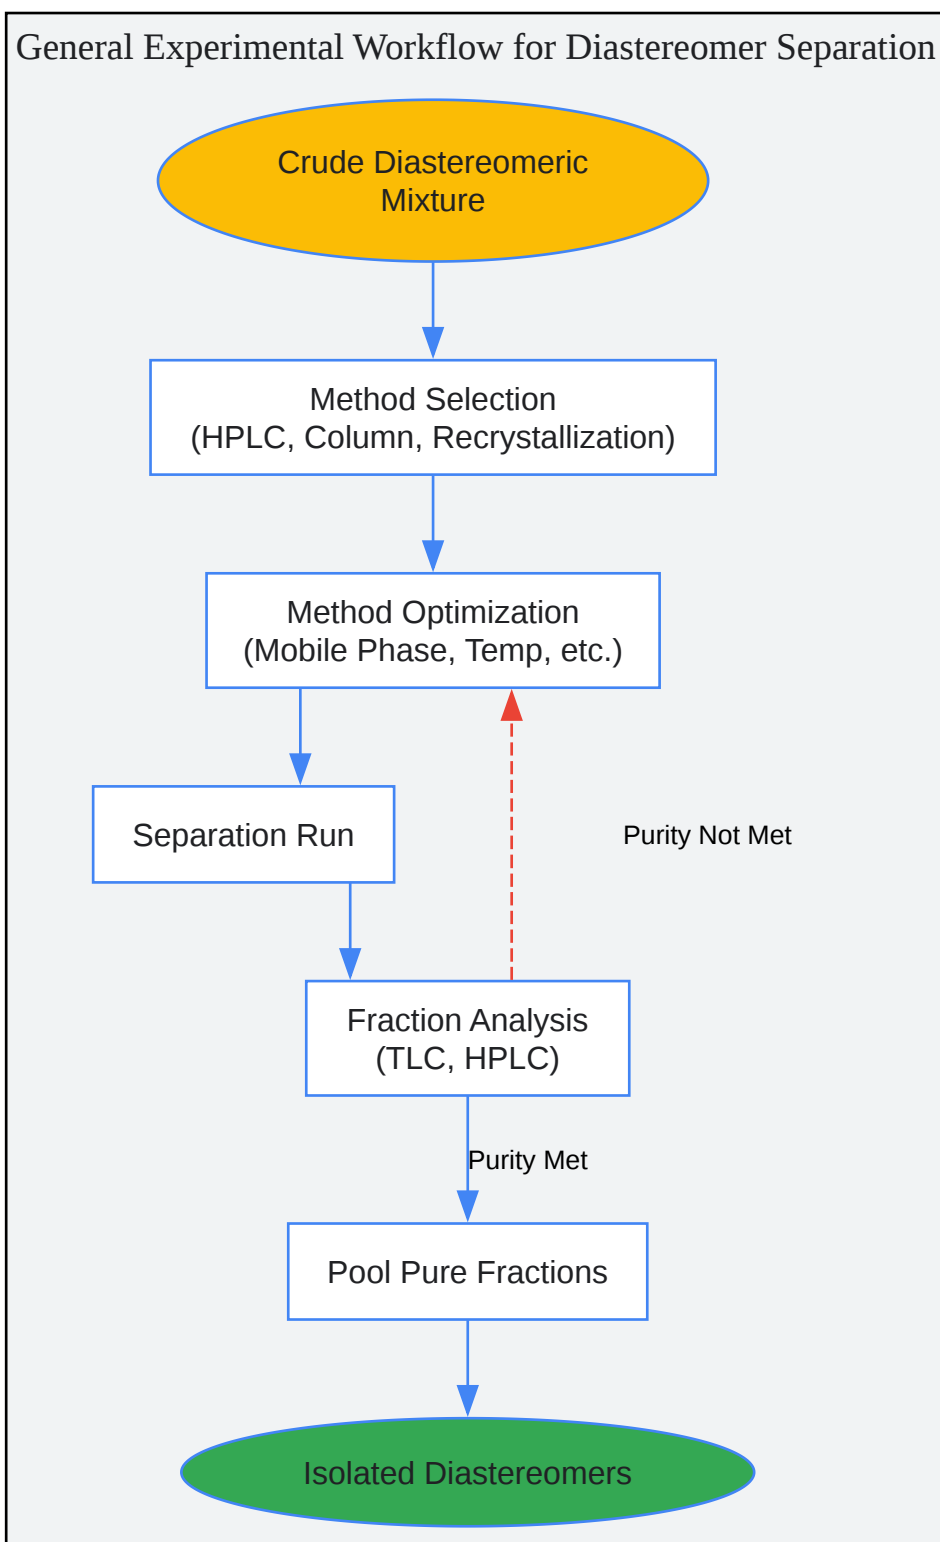 General Experimental Workflow for Diastereomer Separation
Crude Diastereomeric
Mixture
Method Selection
(HPLC, Column, Recrystallization)
Method Optimization
(Mobile Phase, Temp, etc.)
Separation Run
Purity Not Met
Fraction Analysis
(TLC, HPLC)
Purity Met
Pool Pure Fractions
Isolated Diastereomers